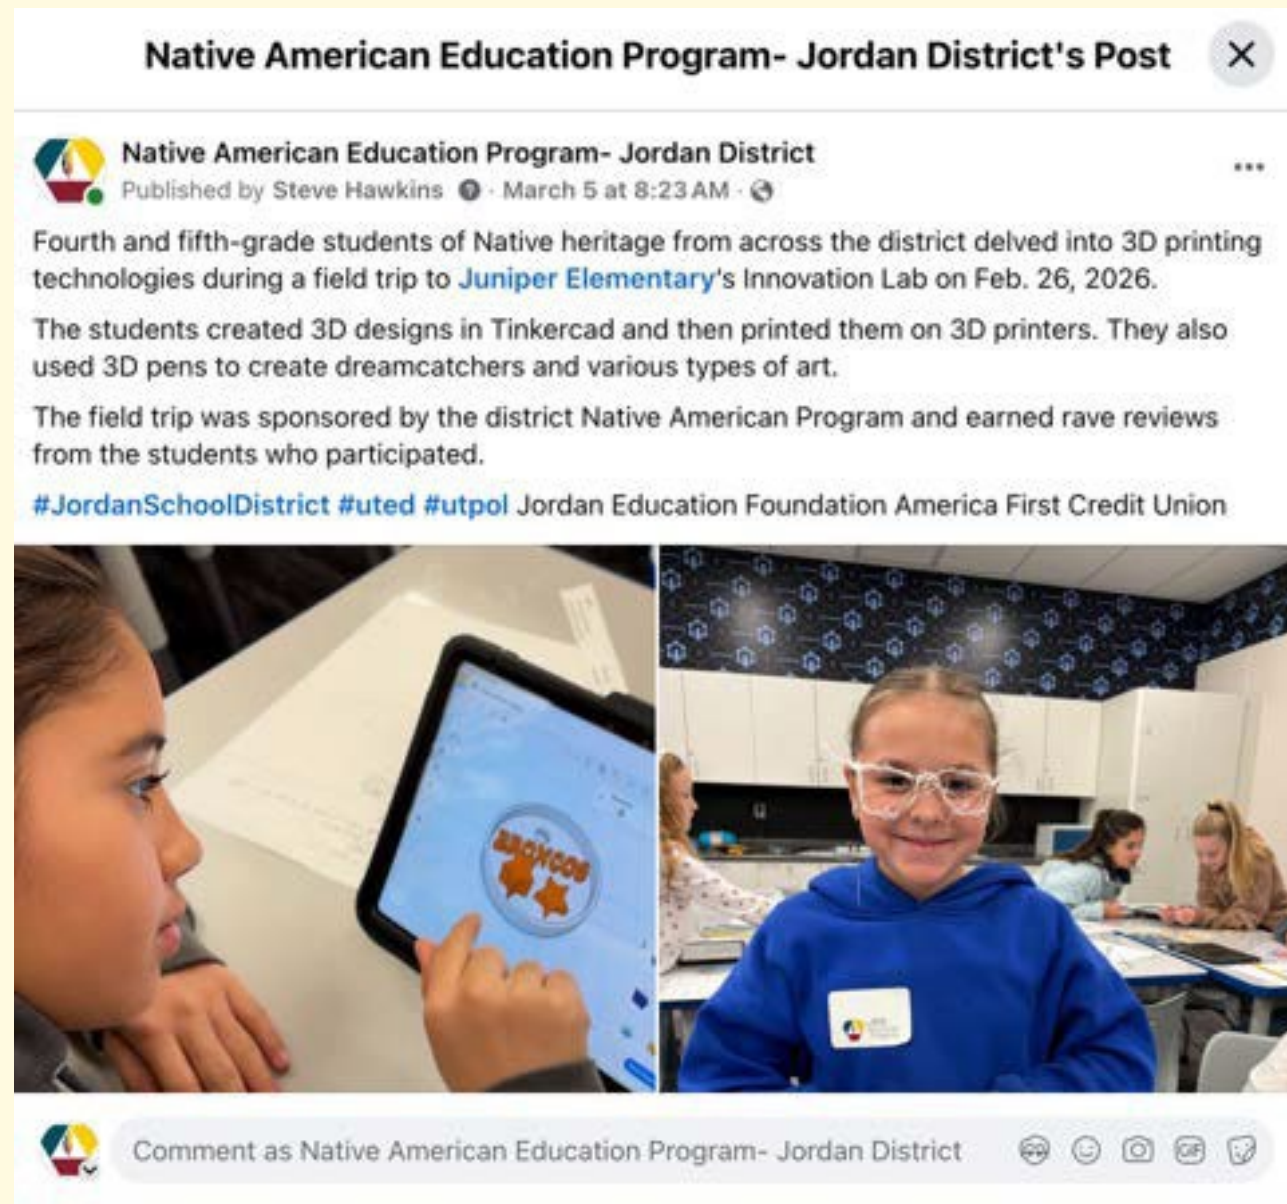 Native American Education Program- Jordan District's Post
Native American Education Program- Jordan District
Published by Steve Hawkins · March 5 at 8:23 AM ·
Fourth and fifth-grade students of Native heritage from across the district delved into 3D printing
technologies during a field trip to Juniper Elementary's Innovation Lab on Feb. 26, 2026.
The students created 3D designs in Tinkercad and then printed them on 3D printers. They also
used 3D pens to create dreamcatchers and various types of art.
The field trip was sponsored by the district Native American Program and earned rave reviews
from the students who participated.
#JordanSchoolDistrict #uted #utpol Jordan Education Foundation America First Credit Union
BRONCOS
Comment as Native American Education Program- Jordan District
GIF